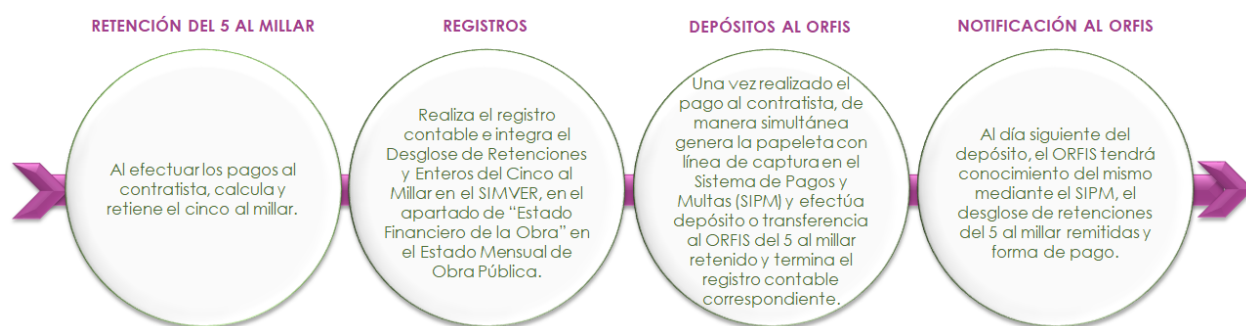 RETENCIÓN DEL 5 AL MILLAR
Al efectuar los pagos al
contratista, calcula y
retiene el cinco al millar.
REGISTROS
Realiza el registro
contable e integra el
Desglose de Retenciones
y Enteros del Cinco al
Millar en el SIMVER, en el
apartado de “Estado
Financiero de la Obra” en
el Estado Mensual de
Obra Pública.
DEPÓSITOS AL ORFIS
Una vez realizado el
pago al contratista, de
manera simultánea
genera la papeleta con
línea de captura en el
Sistema de Pagos y
Multas (SIPM) y efectúa
depósito o transferencia
al ORFIS del 5 al millar
retenido y termina el
registro contable
correspondiente.
NOTIFICACIÓN AL ORFIS
Al día siguiente del
depósito, el ORFIS tendrá
conocimiento del mismo
mediante el SIPM, el
desglose de retenciones
del 5 al millar remitidas y
forma de pago.